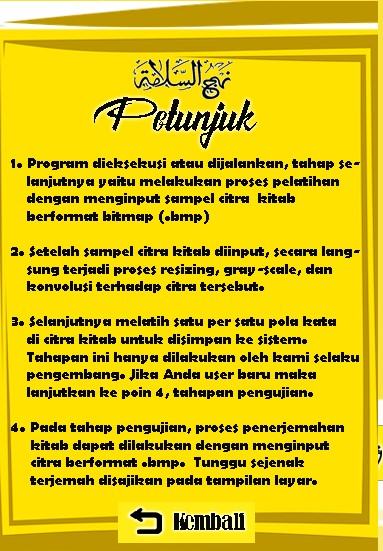 نهج السلامة
Petunjuk
1. Program dieksekusi atau dijalankan, tahap se-
lanjutnya yaitu melakukan proses pelatihan
dengan menginput sampel citra kitab
berformat bitmap (.bmp)
2. Setelah sampel citra kitab diinput, secara lang-
sung terjadi proses resizing, gray-scale, dan
konvolusi terhadap citra tersebut.
3. Selanjutnya melatih satu per satu pola kata
di citra kitab untuk disimpan ke sistem.
Tahapan ini hanya dilakukan oleh kami selaku
pengembang. Jika Anda user baru maka
lanjutkan ke poin 4, tahapan pengujian.
4. Pada tahap pengujian, proses penerjemahan
kitab dapat dilakukan dengan menginput
citra berformat .bmp. Tunggu sejenak
terjemah disajikan pada tampilan layar.
Kembali